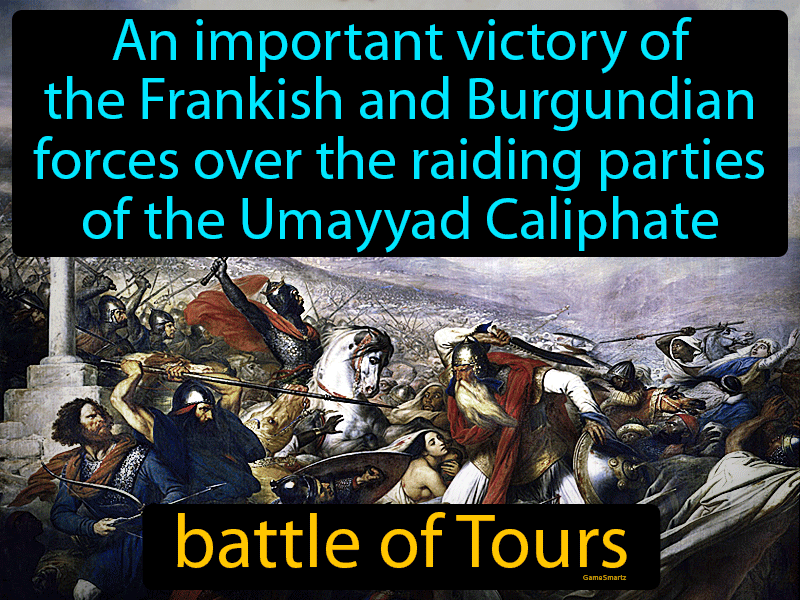 An important victory of
the Frankish and Burgundian
forces over the raiding parties
of the Umayyad Caliphate
battle of Tours
GameSmartz